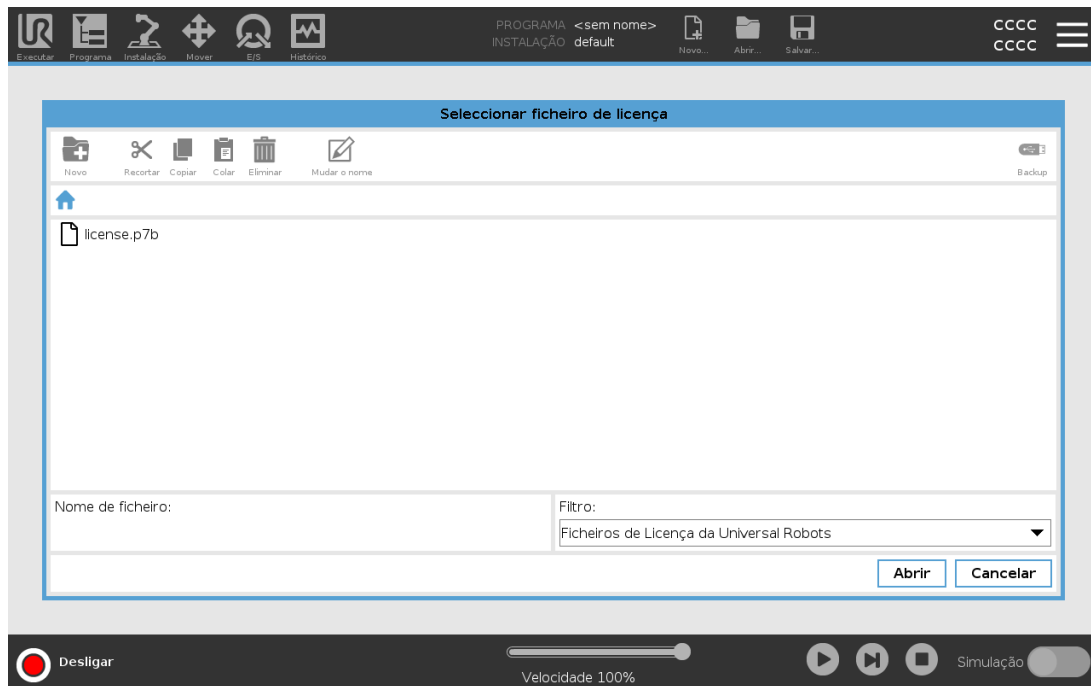 UR
PROGRAMA <sem nome>
INSTALAÇÃO default
Executar Programa Instalação Mover E/S Histórico
Novo... Abrir... Salvar...
CCCC
CCCC
Seleccionar ficheiro de licença
Novo Recortar Copiar Colar Eliminar Mudar o nome Backup
license.p7b
Nome de ficheiro:
Filtro:
Ficheiros de Licença da Universal Robots
Abrir Cancelar
Desligar
Velocidade 100%
Simulação